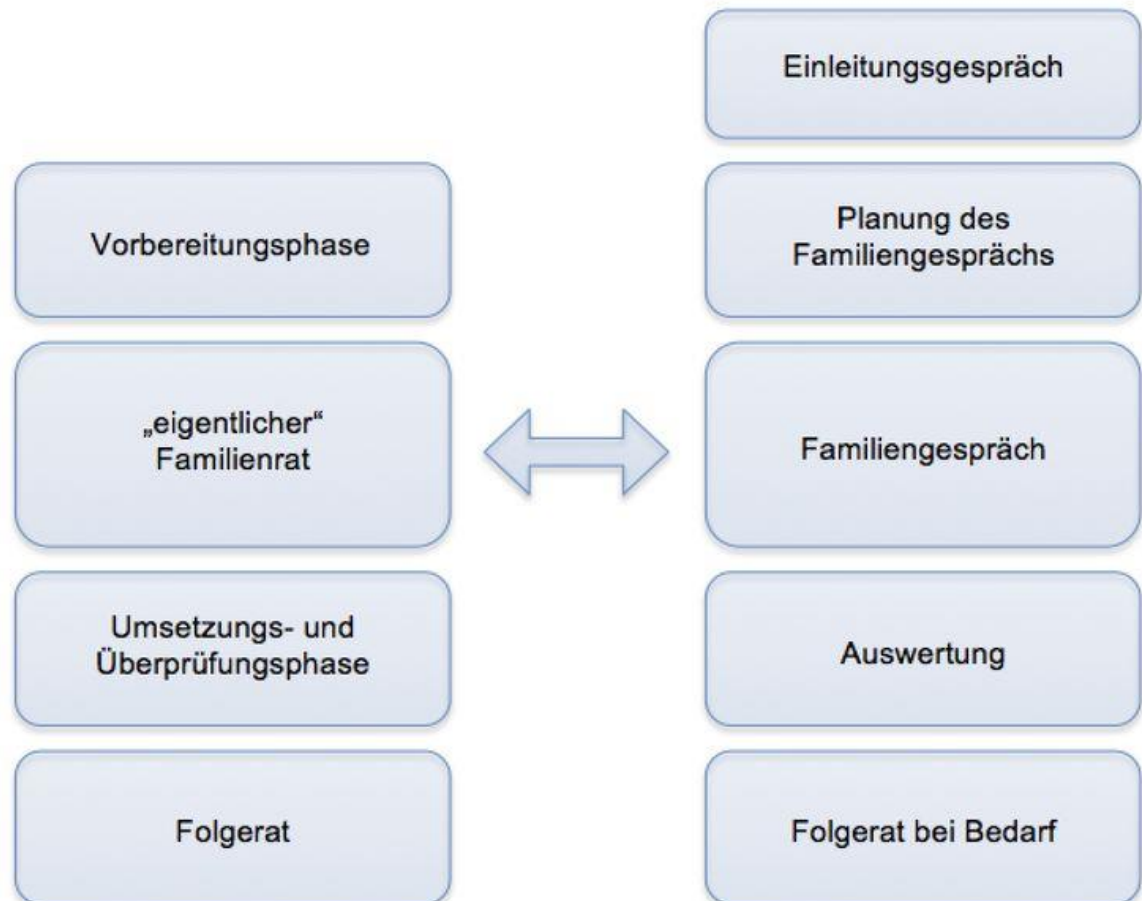 Einleitungsgespräch
Vorbereitungsphase
Planung des
Familiengesprächs
„eigentlicher“
Familienrat
Familiengespräch
Umsetzungs- und
Überprüfungsphase
Auswertung
Folgerat
Folgerat bei Bedarf